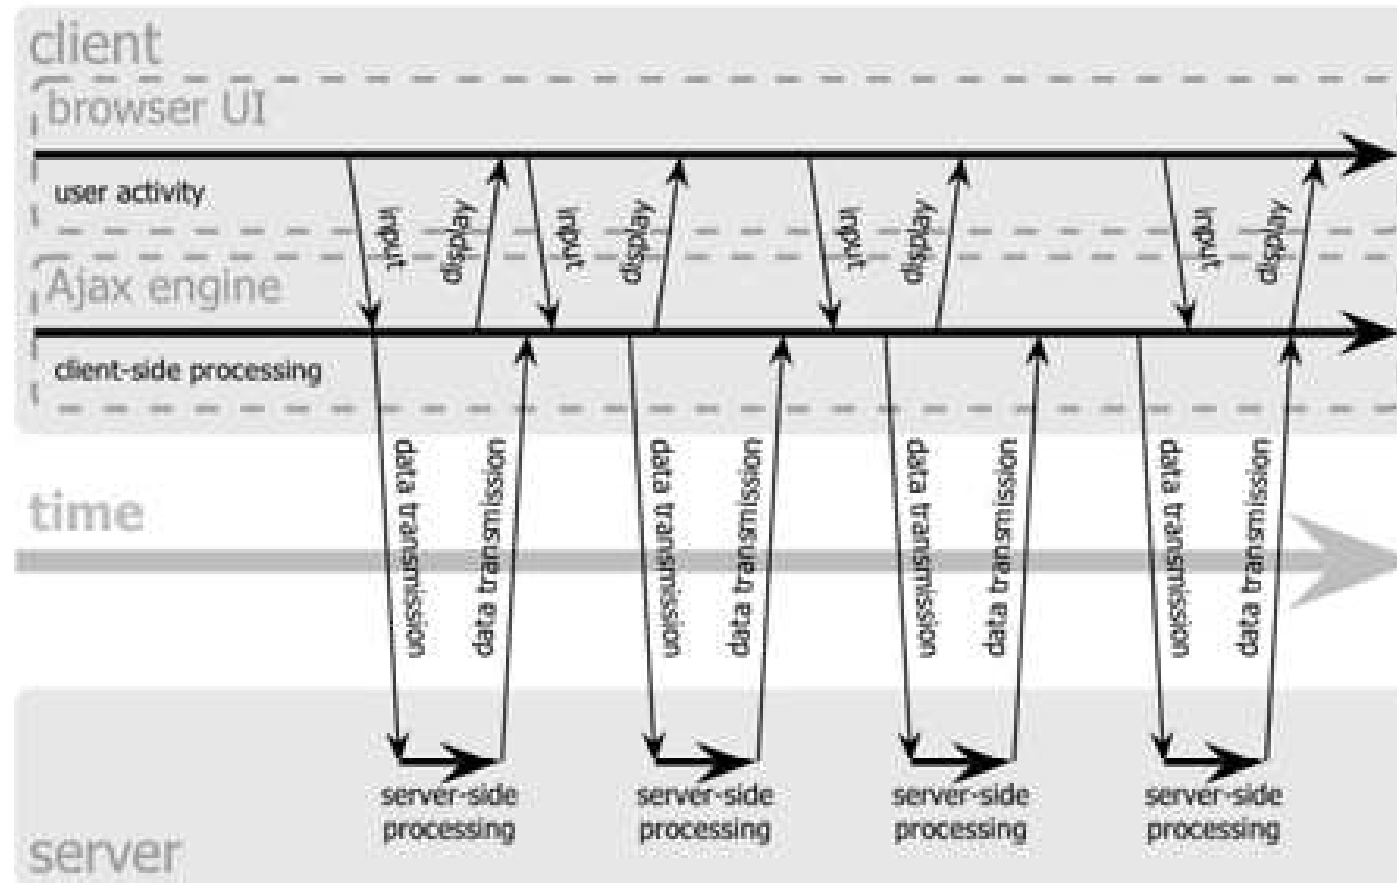 client
browser UI
user activity
input
display
input
display
input
display
input
display
Ajax engine
client-side processing
data transmission
data transmission
data transmission
data transmission
data transmission
data transmission
data transmission
data transmission
time
server-side
processing
server-side
processing
server-side
processing
server-side
processing
server